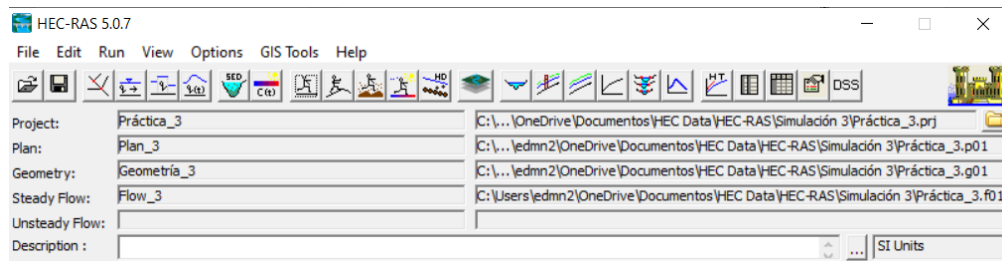 HEC-RAS 5.0.7
File Edit Run View Options GIS Tools Help
SED C(t) HD HT DSS
Project: Práctica_3 C:\...\OneDrive\Documentos\HEC Data\HEC-RAS\Simulación 3\Práctica_3.prj
Plan: Plan_3 C:\...\edmn2\OneDrive\Documentos\HEC Data\HEC-RAS\Simulación 3\Práctica_3.p01
Geometry: Geometría_3 C:\...\edmn2\OneDrive\Documentos\HEC Data\HEC-RAS\Simulación 3\Práctica_3.g01
Steady Flow: Flow_3 C:\Users\edmn2\OneDrive\Documentos\HEC Data\HEC-RAS\Simulación 3\Práctica_3.f01
Unsteady Flow:
Description : ... SI Units